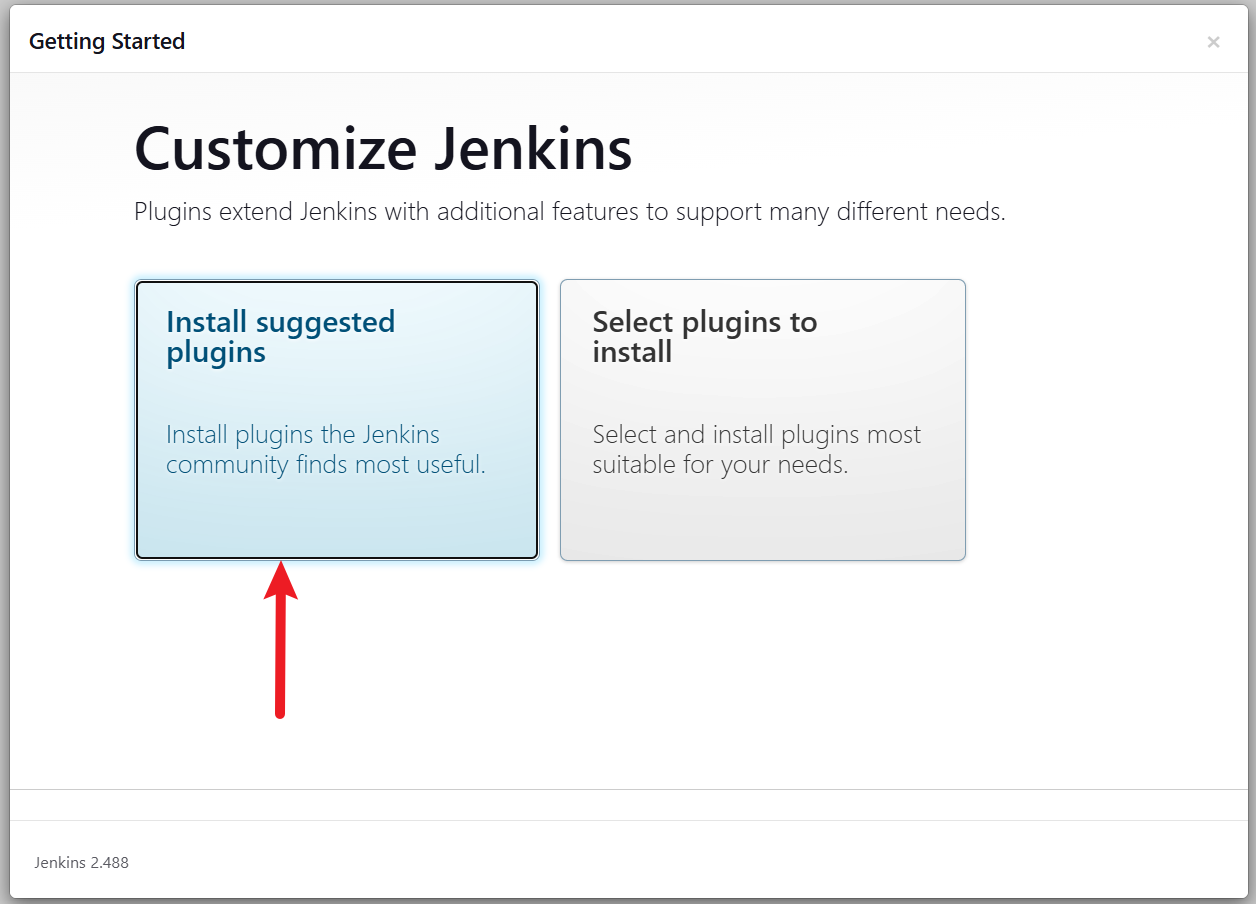 Getting Started
×
Customize Jenkins
Plugins extend Jenkins with additional features to support many different needs.
Install suggested
plugins
Install plugins the Jenkins
community finds most useful.
Select plugins to
install
Select and install plugins most
suitable for your needs.
Jenkins 2.488